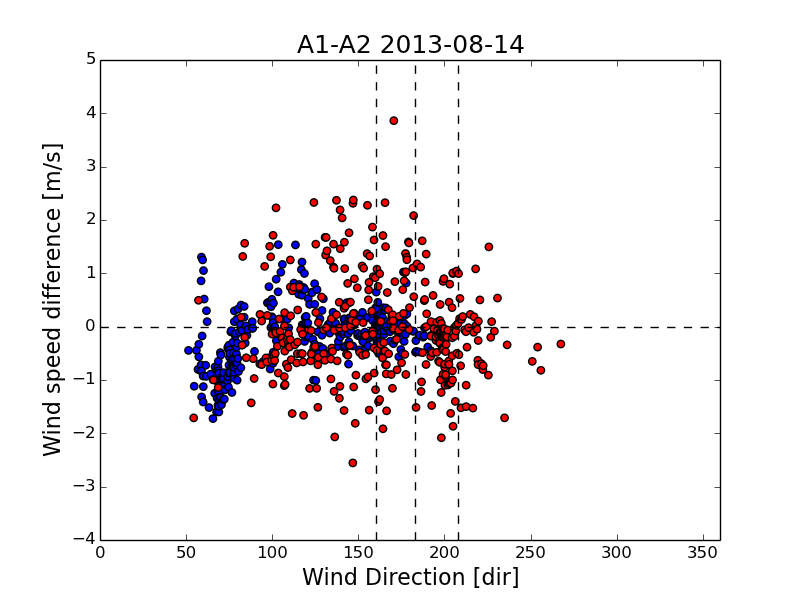 A1-A2 2013-08-14
5
4
3
2
1
0
−1
−2
−3
−4
0 50 100 150 200 250 300 350
Wind Direction [dir]
Wind speed difference [m/s]